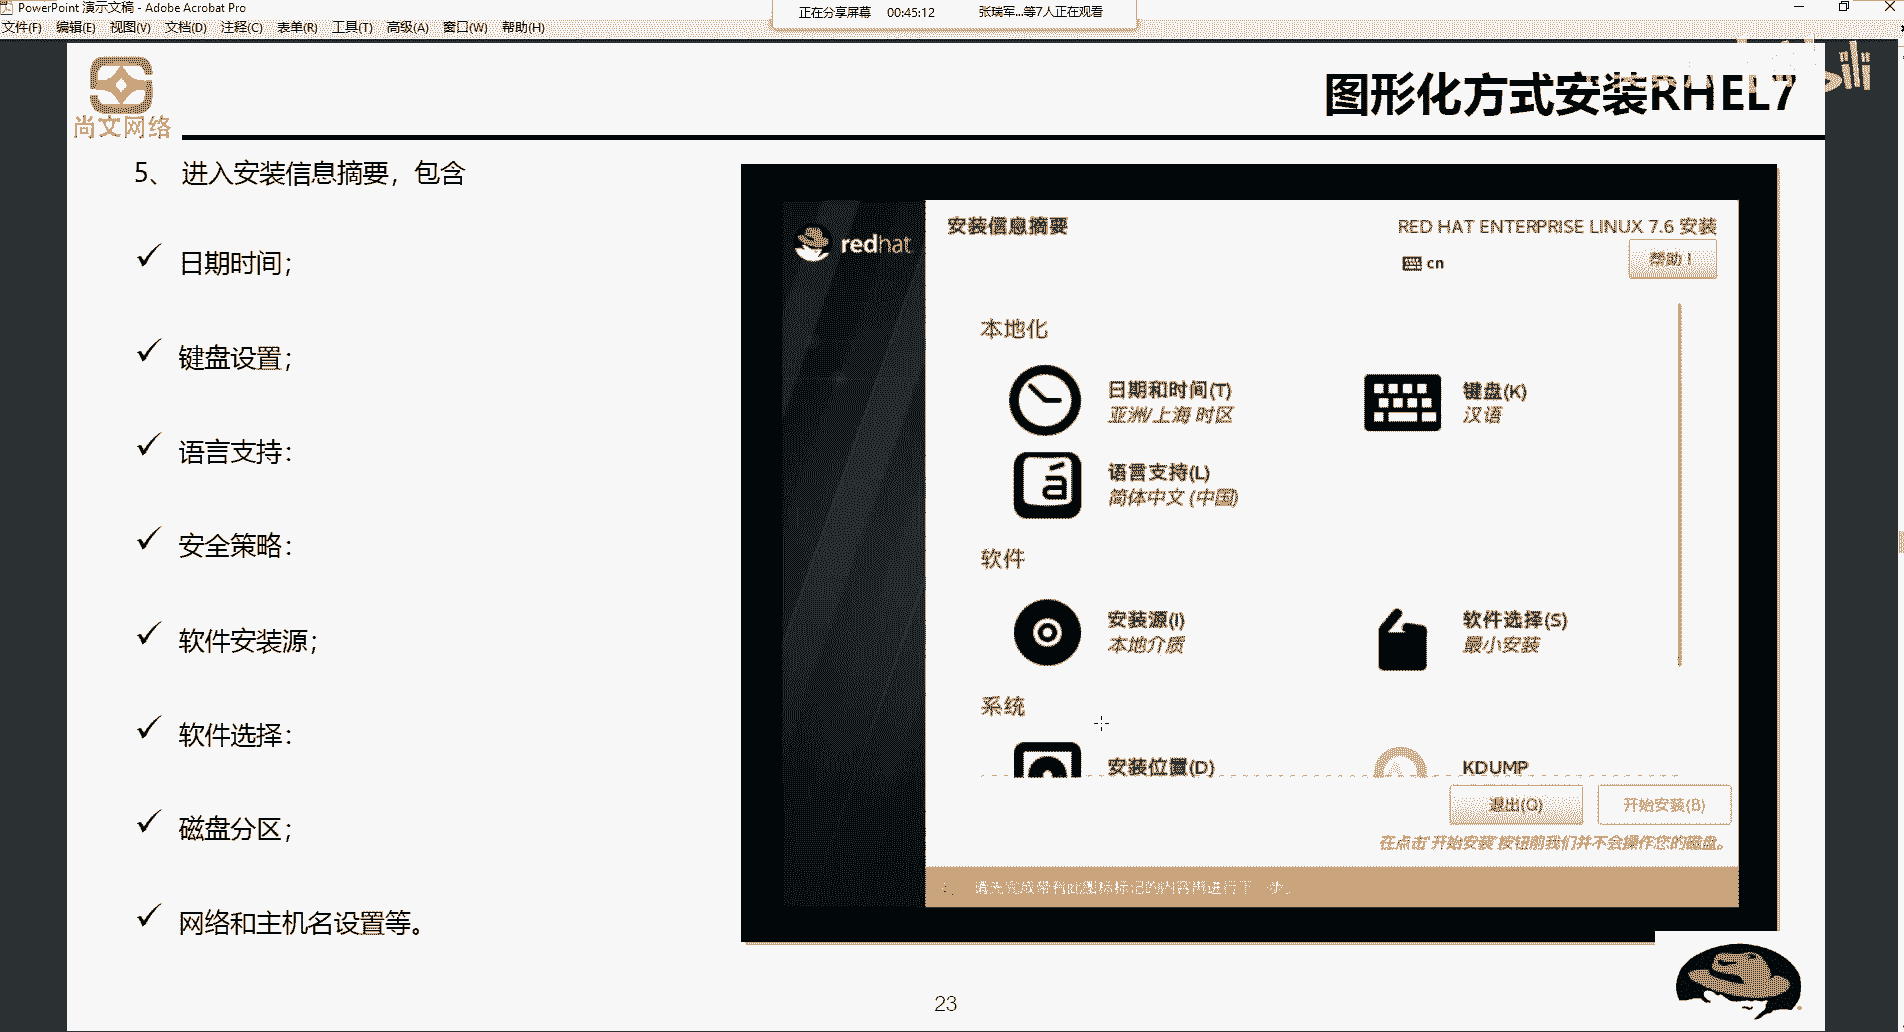 PowerPoint 演示文稿 - Adobe Acrobat Pro
正在分享屏幕 00:45:12 张瑞军...等7人正在观看
文件(F) 编辑(E) 视图(V) 文档(D) 注释(C) 表单(R) 工具(T) 高级(A) 窗口(W) 帮助(H)
尚文网络
图形化方式安装RHEL7
5、 进入安装信息摘要，包含
✓ 日期时间；
✓ 键盘设置；
✓ 语言支持：
✓ 安全策略：
✓ 软件安装源；
✓ 软件选择：
✓ 磁盘分区；
✓ 网络和主机名设置等。
redhat
安装信息摘要
RED HAT ENTERPRISE LINUX 7.6 安装
cn
帮助！
本地化
日期和时间(T)
亚洲/上海 时区
键盘(K)
汉语
语言支持(L)
简体中文 (中国)
软件
安装源(I)
本地介质
软件选择(S)
最小安装
系统
安装位置(D)
KDUMP
退出(Q)
开始安装(B)
在点击'开始安装'按钮前我们并不会操作您的磁盘。
请先完成带有此图标标记的内容再进行下一步。
23